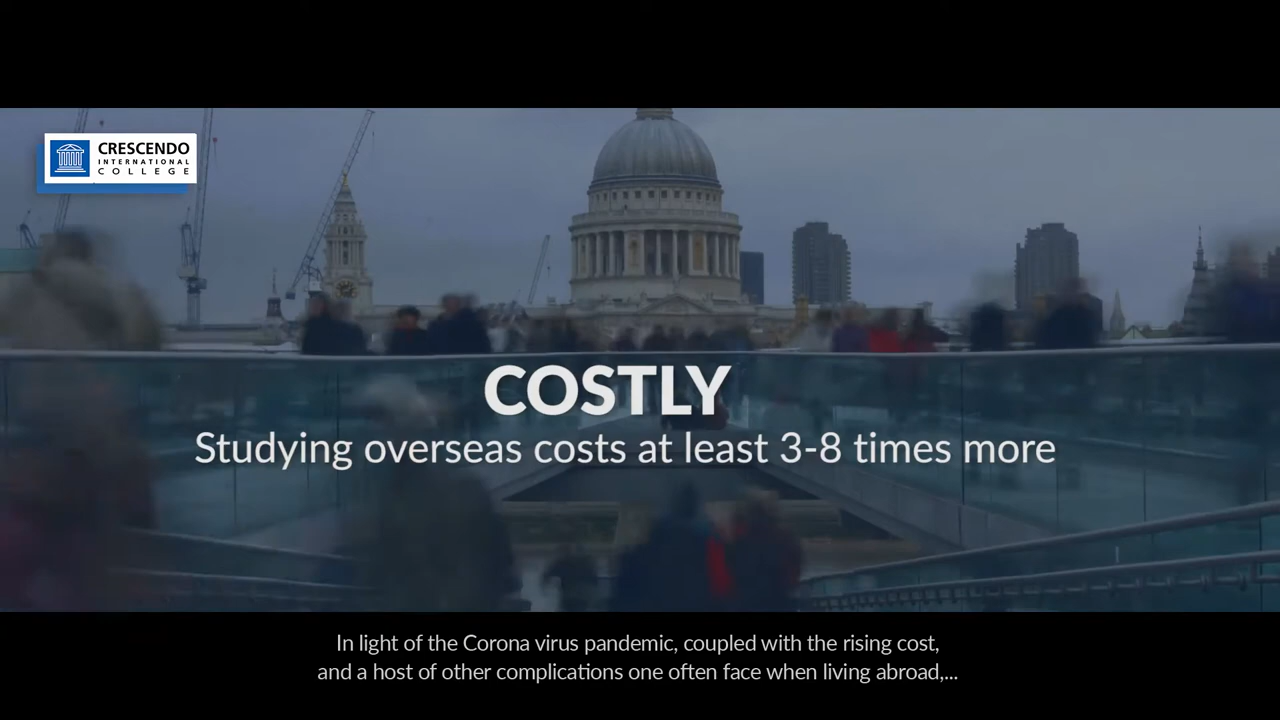 CRESCENDO
INTERNATIONAL
COLLEGE
COSTLY
Studying overseas costs at least 3-8 times more
In light of the Corona virus pandemic, coupled with the rising cost,
and a host of other complications one often face when living abroad,...